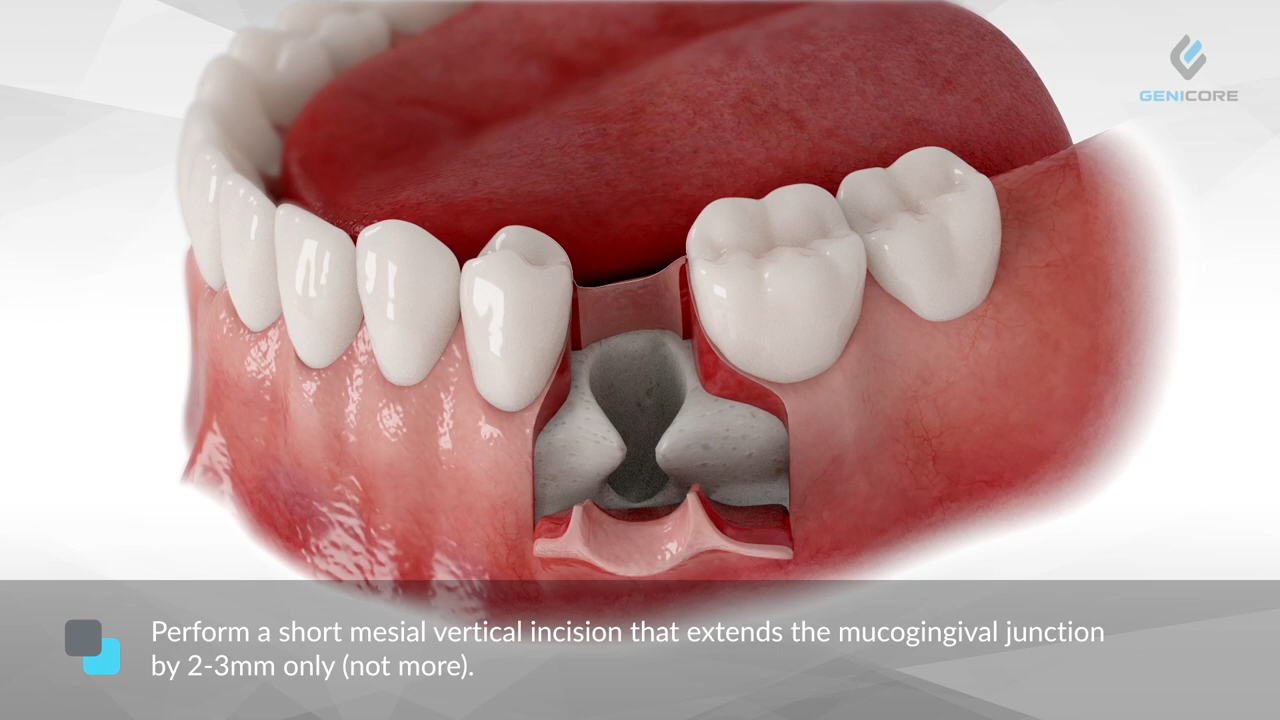 GENICORE
Perform a short mesial vertical incision that extends the mucogingival junction
by 2-3mm only (not more).